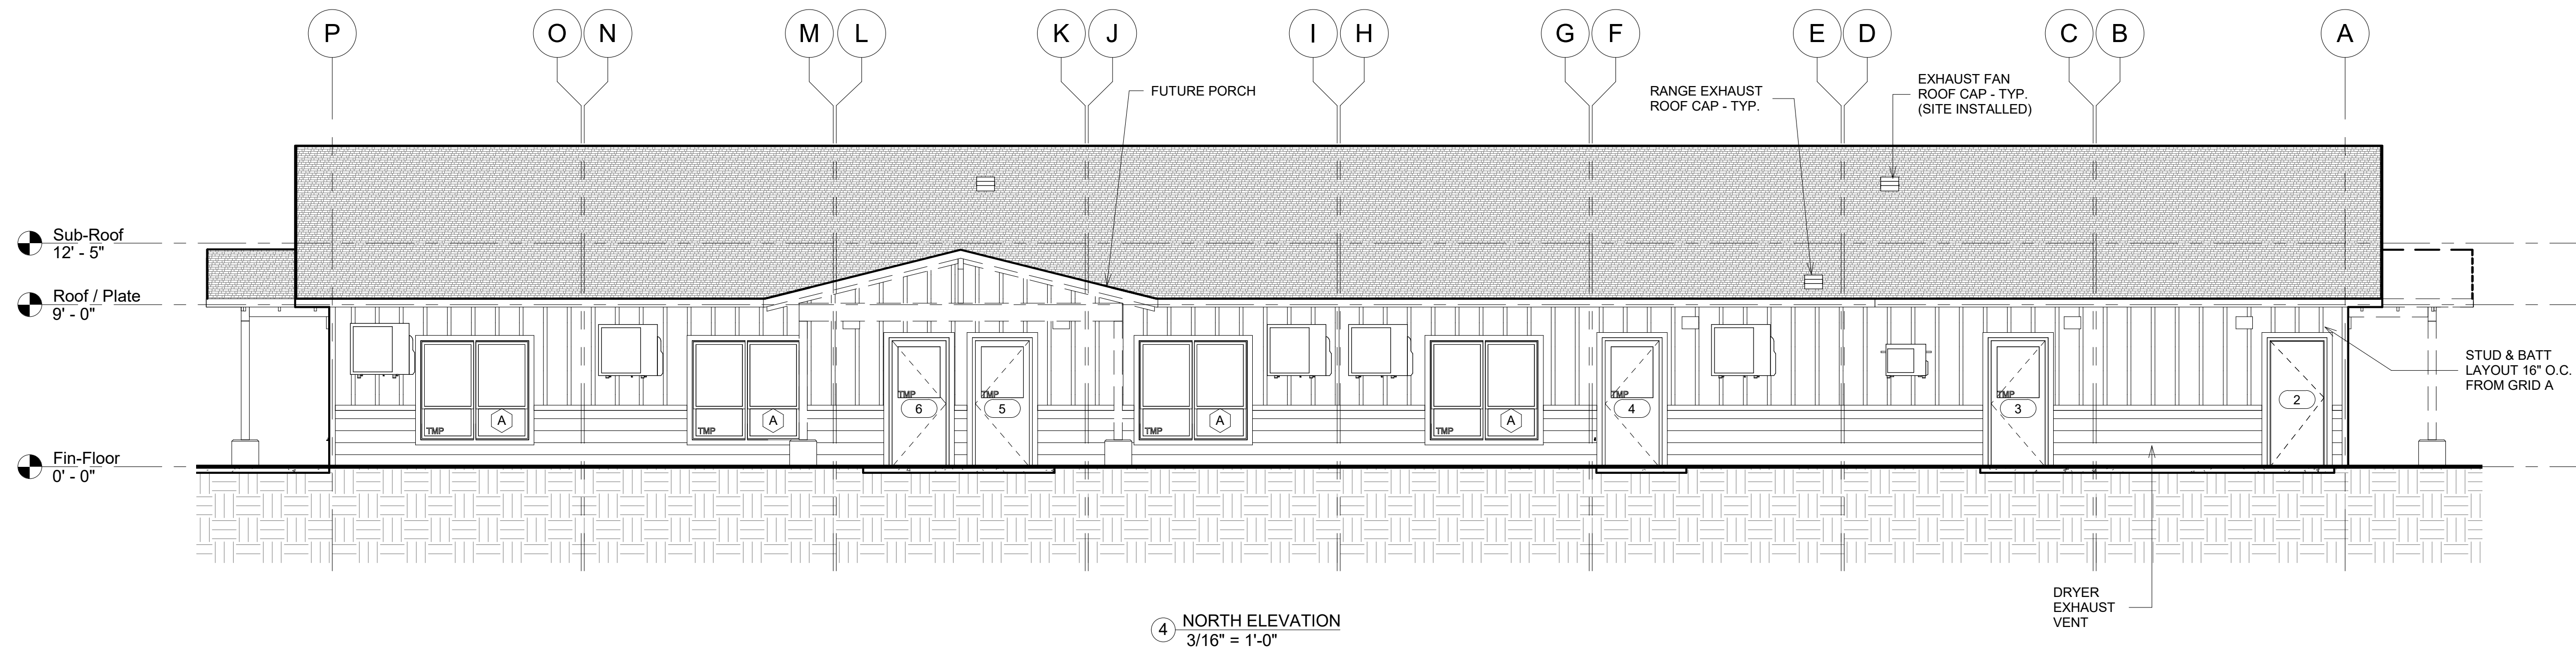 P
O
N
M
L
K
J
I
H
G
F
E
D
C
B
A
FUTURE PORCH
RANGE EXHAUST
ROOF CAP - TYP.
EXHAUST FAN
ROOF CAP - TYP.
(SITE INSTALLED)
Sub-Roof
12' - 5"
Roof / Plate
9' - 0"
STUD & BATT
LAYOUT 16" O.C.
FROM GRID A
TMP
TMP
TMP
TMP
6
5
4
3
2
A
A
A
A
TMP
TMP
TMP
TMP
Fin-Floor
0' - 0"
DRYER
EXHAUST
VENT
4
NORTH ELEVATION
3/16" = 1'-0"